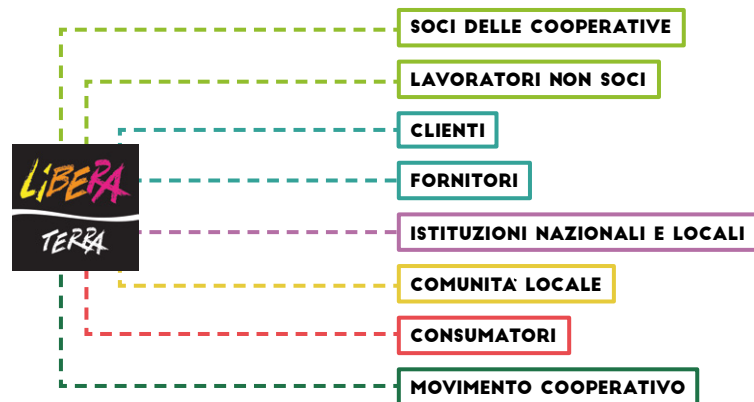 SOCI DELLE COOPERATIVE
LAVORATORI NON SOCI
CLIENTI
FORNITORI
LiBERA
TERRA
ISTITUZIONI NAZIONALI E LOCALI
COMUNITA' LOCALE
CONSUMATORI
MOVIMENTO COOPERATIVO